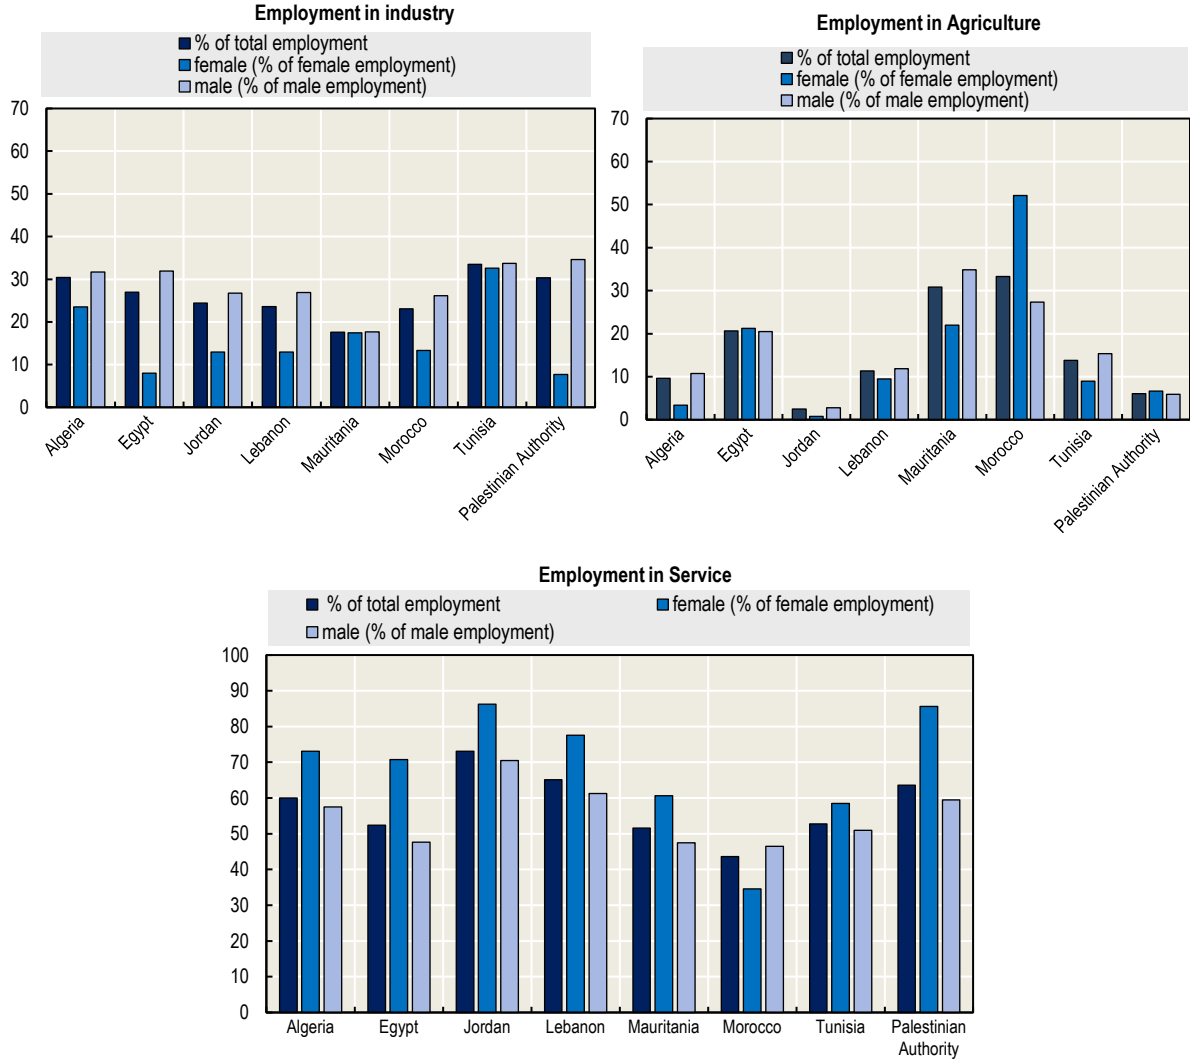 Employment in industry
% of total employment
female (% of female employment)
male (% of male employment)
70
60
50
40
30
20
10
0
Algeria
Egypt
Jordan
Lebanon
Mauritania
Morocco
Tunisia
Palestinian Authority
Employment in Agriculture
% of total employment
female (% of female employment)
male (% of male employment)
70
60
50
40
30
20
10
0
Algeria
Egypt
Jordan
Lebanon
Mauritania
Morocco
Tunisia
Palestinian Authority
Employment in Service
% of total employment
female (% of female employment)
male (% of male employment)
100
90
80
70
60
50
40
30
20
10
0
Algeria
Egypt
Jordan
Lebanon
Mauritania
Morocco
Tunisia
Palestinian
Authority